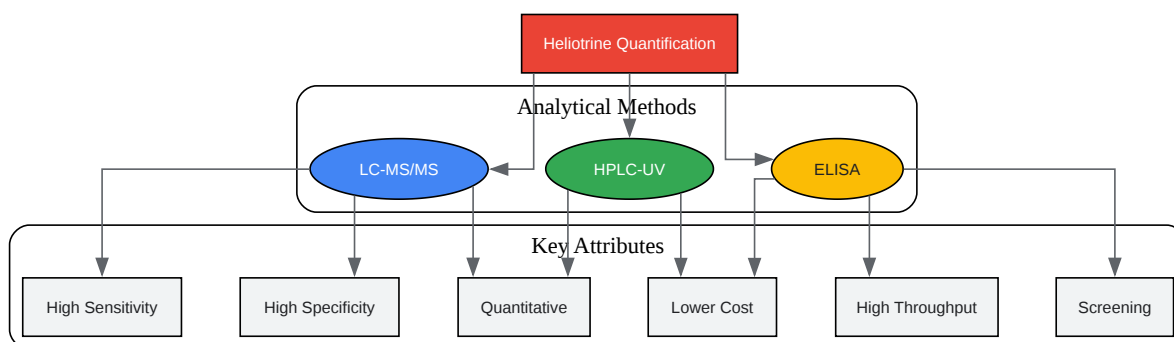 Heliotrine Quantification
Analytical Methods
LC-MS/MS
HPLC-UV
ELISA
Key Attributes
High Sensitivity
High Specificity
Quantitative
Lower Cost
High Throughput
Screening